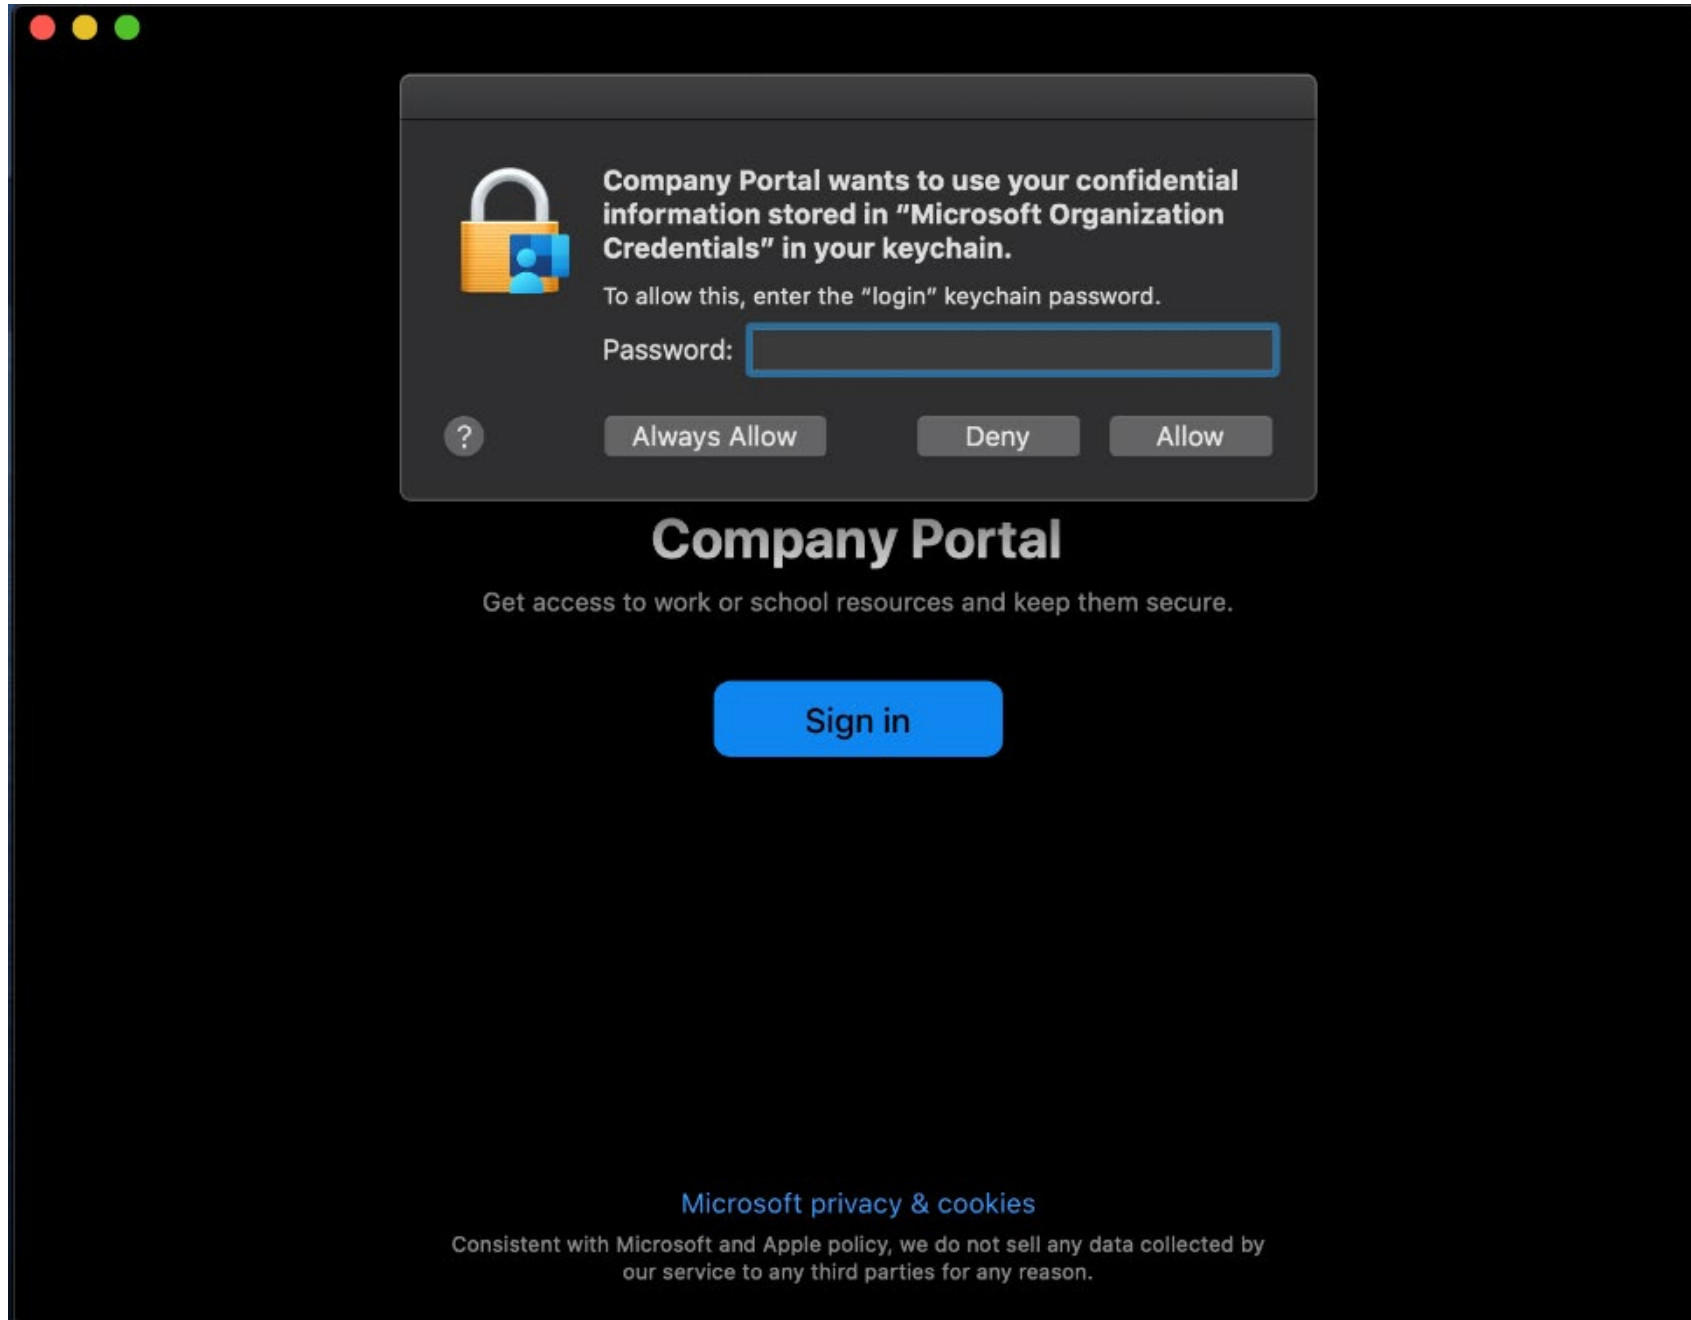 Company Portal wants to use your confidential
information stored in “Microsoft Organization
Credentials” in your keychain.
To allow this, enter the “login” keychain password.
Password:
?
Always Allow
Deny
Allow
Company Portal
Get access to work or school resources and keep them secure.
Sign in
Microsoft privacy & cookies
Consistent with Microsoft and Apple policy, we do not sell any data collected by
our service to any third parties for any reason.